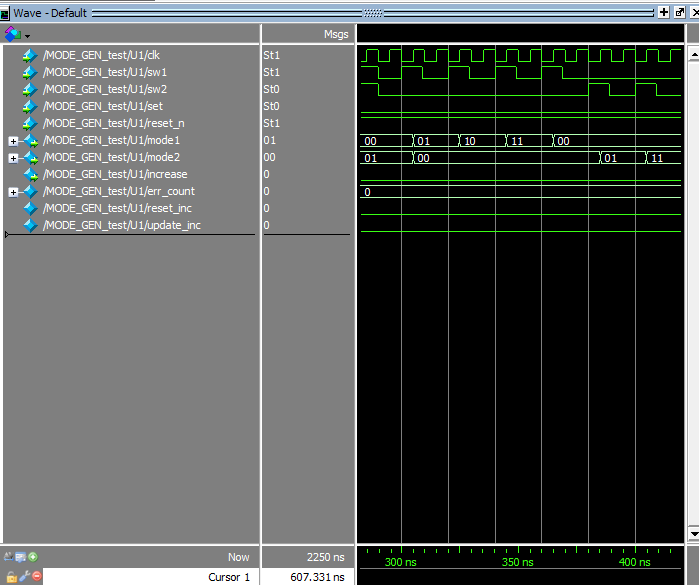 Wave - Default
Msgs
/MODE_GEN_test/U1/clk St1
/MODE_GEN_test/U1/sw1 St1
/MODE_GEN_test/U1/sw2 St0
/MODE_GEN_test/U1/set St0
/MODE_GEN_test/U1/reset_n St1
/MODE_GEN_test/U1/mode1 01 00 01 10 11 00
/MODE_GEN_test/U1/mode2 00 01 00 01 11
/MODE_GEN_test/U1/increase 0
/MODE_GEN_test/U1/err_count 0 0
/MODE_GEN_test/U1/reset_inc 0
/MODE_GEN_test/U1/update_inc 0
Now 2250 ns 300 ns 350 ns 400 ns
Cursor 1 607.331 ns